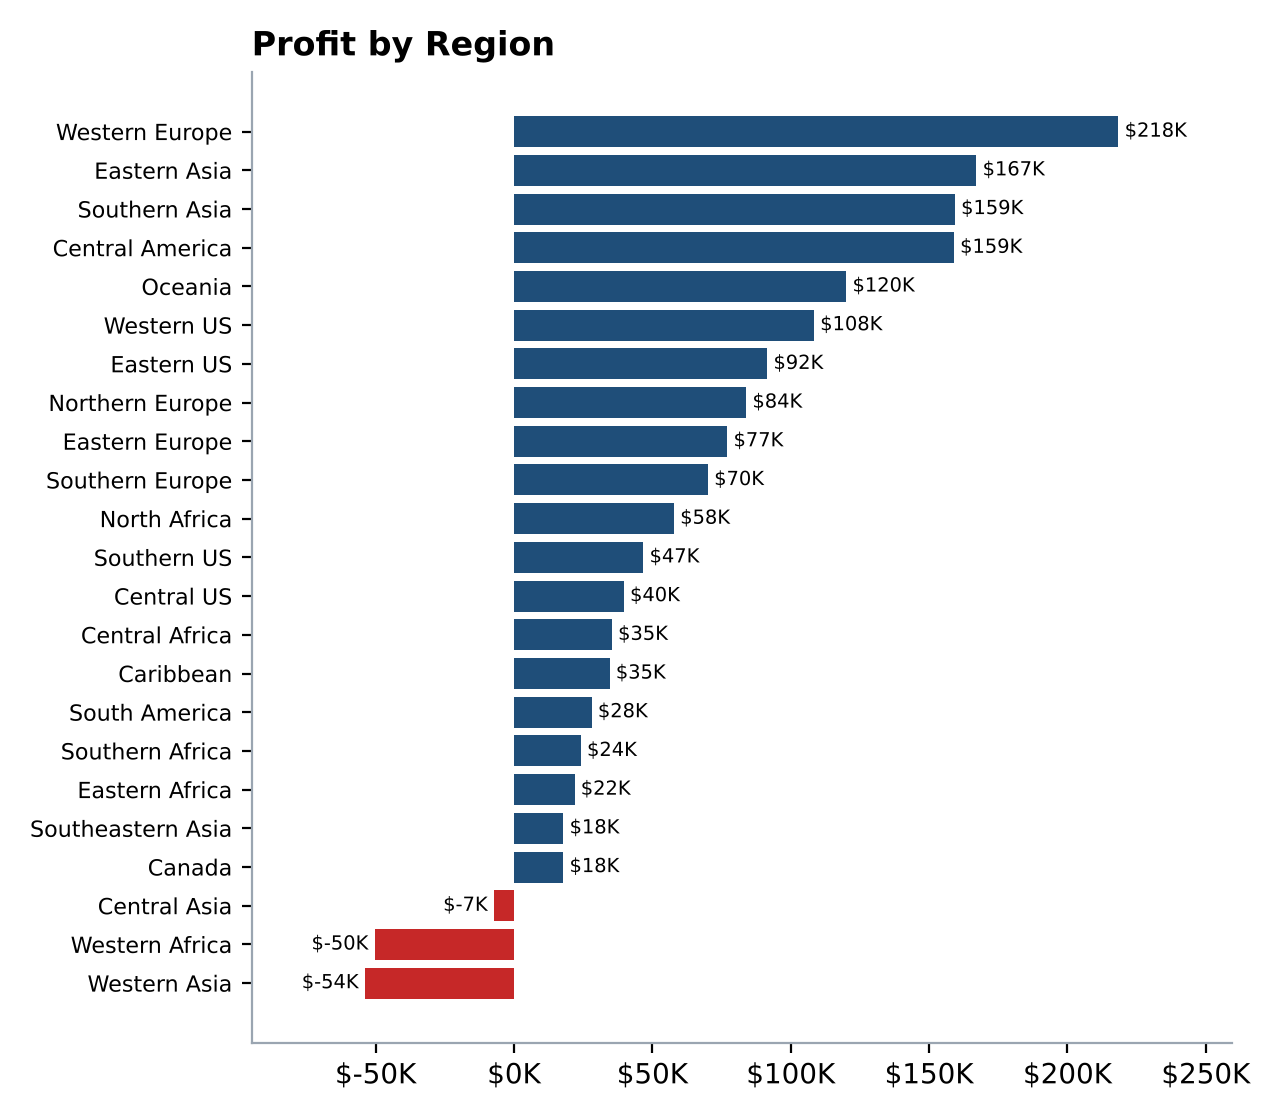 Profit by Region
Western Europe $218K
Eastern Asia $167K
Southern Asia $159K
Central America $159K
Oceania $120K
Western US $108K
Eastern US $92K
Northern Europe $84K
Eastern Europe $77K
Southern Europe $70K
North Africa $58K
Southern US $47K
Central US $40K
Central Africa $35K
Caribbean $35K
South America $28K
Southern Africa $24K
Eastern Africa $22K
Southeastern Asia $18K
Canada $18K
Central Asia $-7K
Western Africa $-50K
Western Asia $-54K
$-50K $0K $50K $100K $150K $200K $250K